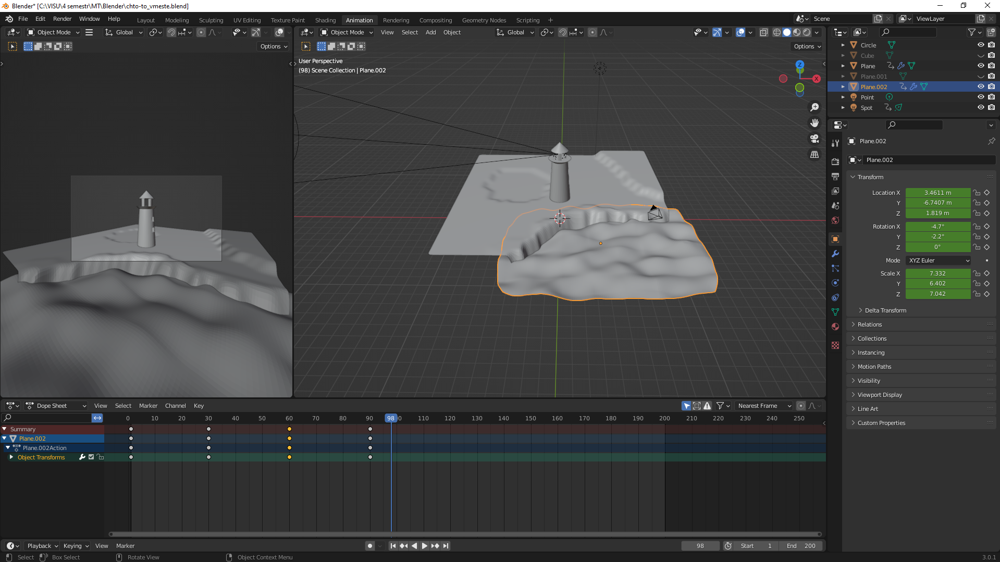 Blender* [C:\VISU\4 semestr\MT\Blender\chto-to_vmeste.blend]
File Edit Render Window Help
Layout Modeling Sculpting UV Editing Texture Paint Shading Animation Rendering Compositing Geometry Nodes Scripting +
Scene
ViewLayer
Object Mode
Global
Options
Object Mode
View Select Add Object
Global
Options
User Perspective
(98) Scene Collection | Plane.002
Z
X
Circle
Cube
Plane
Plane.001
Plane.002
Point
Spot
Plane.002
Plane.002
Transform
Location X 3.4611 m
Y -6.7407 m
Z 1.819 m
Rotation X -4.7°
Y -2.2°
Z 0°
Mode XYZ Euler
Scale X 7.332
Y 6.402
Z 7.042
Delta Transform
Relations
Collections
Instancing
Motion Paths
Visibility
Viewport Display
Line Art
Custom Properties
Dope Sheet View Select Marker Channel Key
Nearest Frame
0 10 20 30 40 50 60 70 80 90 98 0 110 120 130 140 150 160 170 180 190 200 210 220 230 240 250
Summary
Plane.002
Plane.002Action
Object Transforms
Playback Keying View Marker
98 Start 1 End 200
Select Box Select Rotate View Object Context Menu
3.0.1